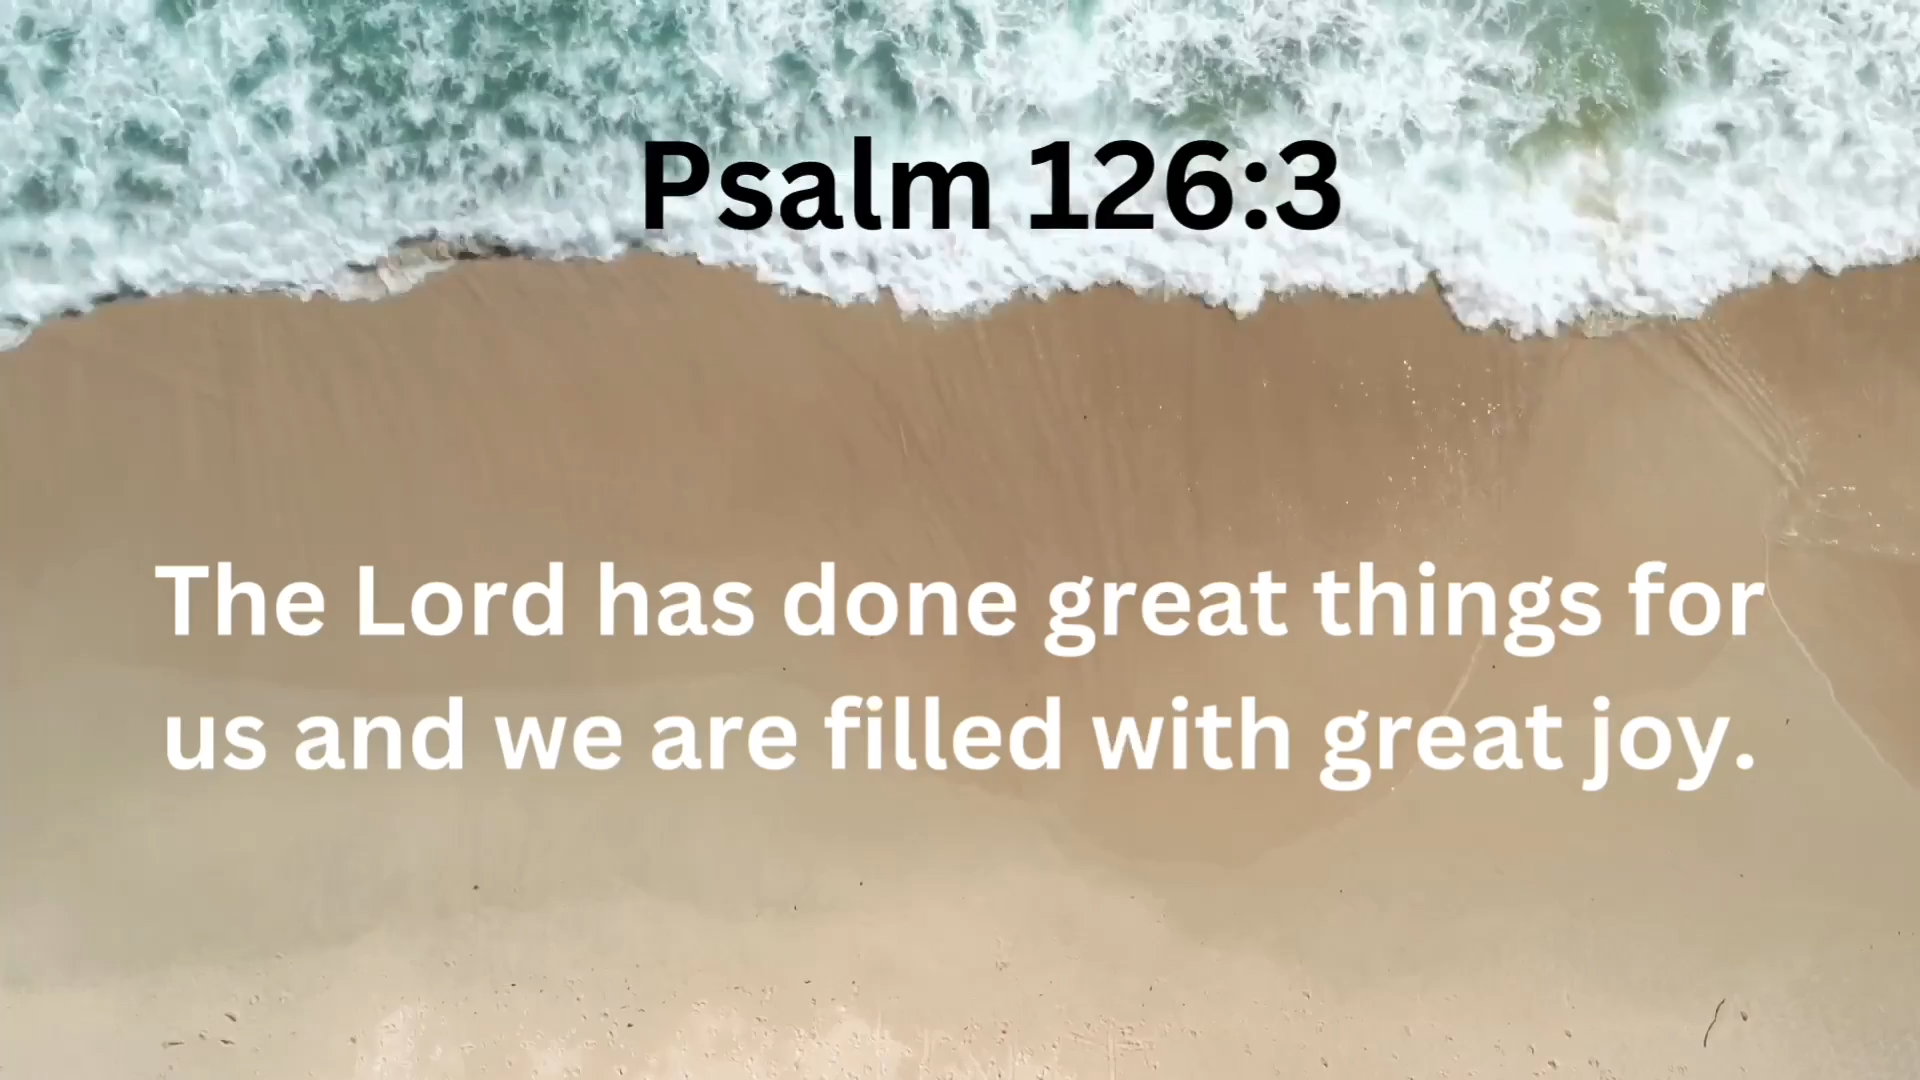 Psalm 126:3
The Lord has done great things for
us and we are filled with great joy.